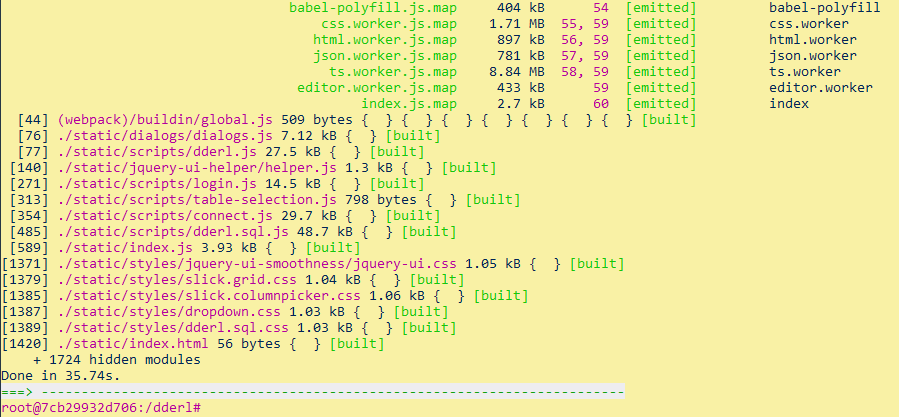 babel-polyfill.js.map 404 kB 54 [emitted] babel-polyfill
css.worker.js.map 1.71 MB 55, 59 [emitted] css.worker
html.worker.js.map 897 kB 56, 59 [emitted] html.worker
json.worker.js.map 781 kB 57, 59 [emitted] json.worker
ts.worker.js.map 8.84 MB 58, 59 [emitted] ts.worker
editor.worker.js.map 433 kB 59 [emitted] editor.worker
index.js.map 2.7 kB 60 [emitted] index
[44] (webpack)/buildin/global.js 509 bytes {  } {  } {  } {  } {  } {  } {  } {  } {  } [built]
[76] ./static/dialogs/dialogs.js 7.12 kB {  } [built]
[77] ./static/scripts/dderl.js 27.5 kB {  } [built]
[140] ./static/jquery-ui-helper/helper.js 1.3 kB {  } [built]
[271] ./static/scripts/login.js 14.5 kB {  } [built]
[313] ./static/scripts/table-selection.js 798 bytes {  } [built]
[354] ./static/scripts/connect.js 29.7 kB {  } [built]
[485] ./static/scripts/dderl.sql.js 48.7 kB {  } [built]
[589] ./static/index.js 3.93 kB {  } [built]
[1371] ./static/styles/jquery-ui-smoothness/jquery-ui.css 1.05 kB {  } [built]
[1379] ./static/styles/slick.grid.css 1.04 kB {  } [built]
[1385] ./static/styles/slick.columnpicker.css 1.06 kB {  } [built]
[1387] ./static/styles/dropdown.css 1.03 kB {  } [built]
[1389] ./static/styles/dderl.sql.css 1.03 kB {  } [built]
[1420] ./static/index.html 56 bytes {  } [built]
+ 1724 hidden modules
Done in 35.74s.
===> -------------------------------------------------------------------------
root@7cb29932d706:/dderl#